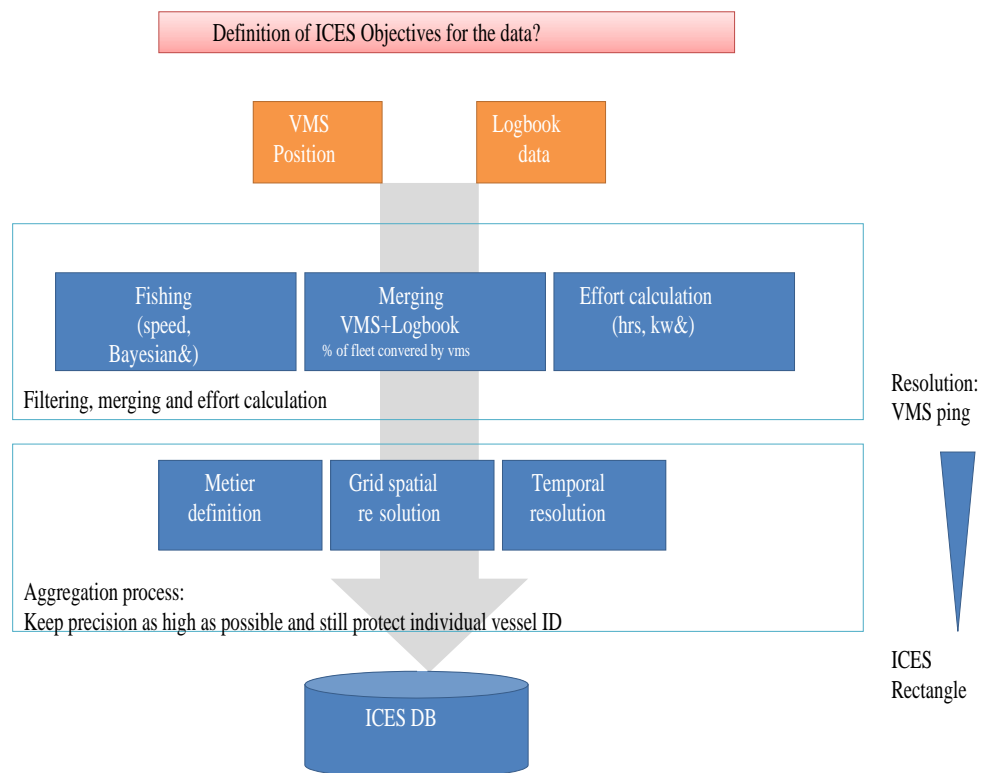 Definition of ICES Objectives for the data?
VMS
Position
Logbook
data
Fishing
(speed,
Bayesian&)
Merging
VMS+Logbook
% of fleet convered by vms
Effort calculation
(hrs, kw&)
Filtering, merging and effort calculation
Resolution:
VMS ping
Metier
definition
Grid spatial
re solution
Temporal
resolution
Aggregation process:
Keep precision as high as possible and still protect individual vessel ID
ICES
Rectangle
ICES DB